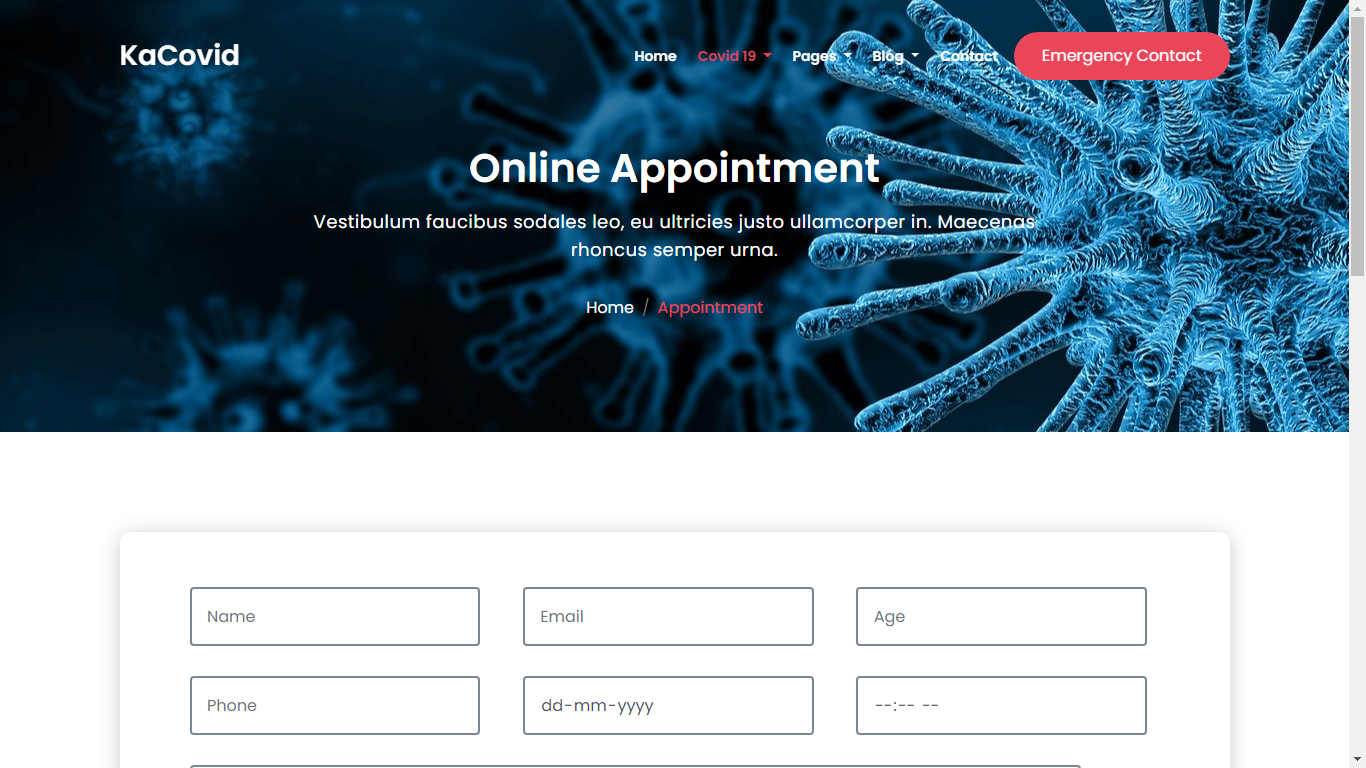 KaCovid
Home Covid 19 Pages Blog Contact Emergency Contact
Online Appointment
Vestibulum faucibus sodales leo, eu ultricies justo ullamcorper in. Maecenas
rhoncus semper urna.
Home / Appointment
Name Email Age
Phone dd-mm-yyyy --:-- --